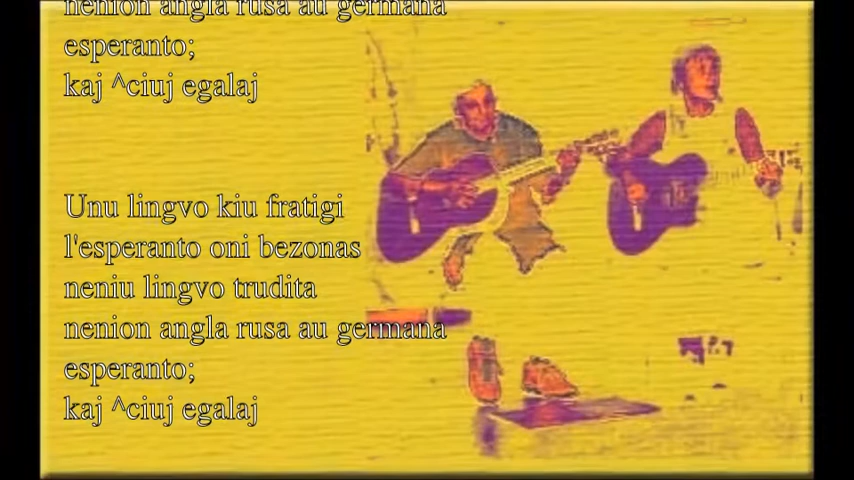 nenion angla rusa au germana
esperanto;
kaj ^ciuj egalaj
Unu lingvo kiu fratigi
l'esperanto oni bezonas
neniu lingvo trudita
nenion angla rusa au germana
esperanto;
kaj ^ciuj egalaj